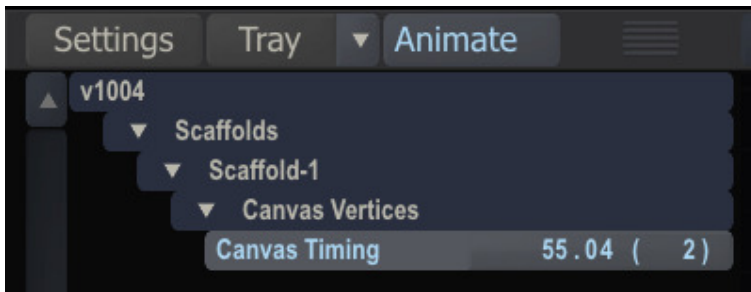 Settings Tray ▼ Animate
v1004
▼ Scaffolds
▼ Scaffold-1
▼ Canvas Vertices
Canvas Timing 55.04 ( 2)